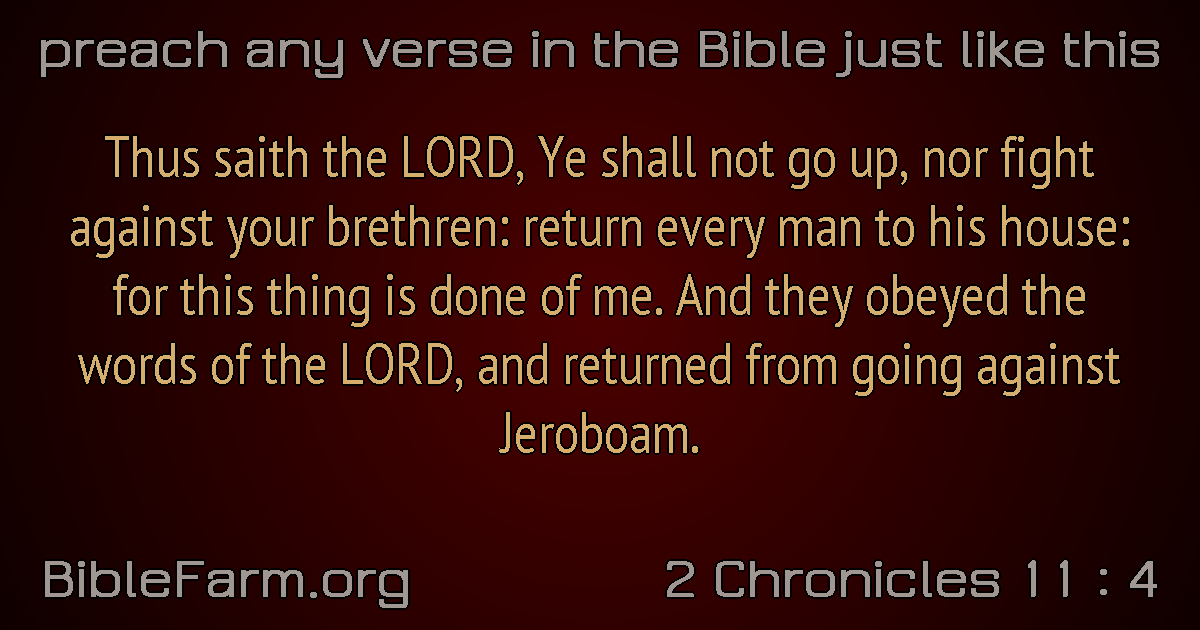 preach any verse in the Bible just like this
Thus saith the LORD, Ye shall not go up, nor fight
against your brethren: return every man to his house:
for this thing is done of me. And they obeyed the
words of the LORD, and returned from going against
Jeroboam.
BibleFarm.org
2 Chronicles 11 : 4